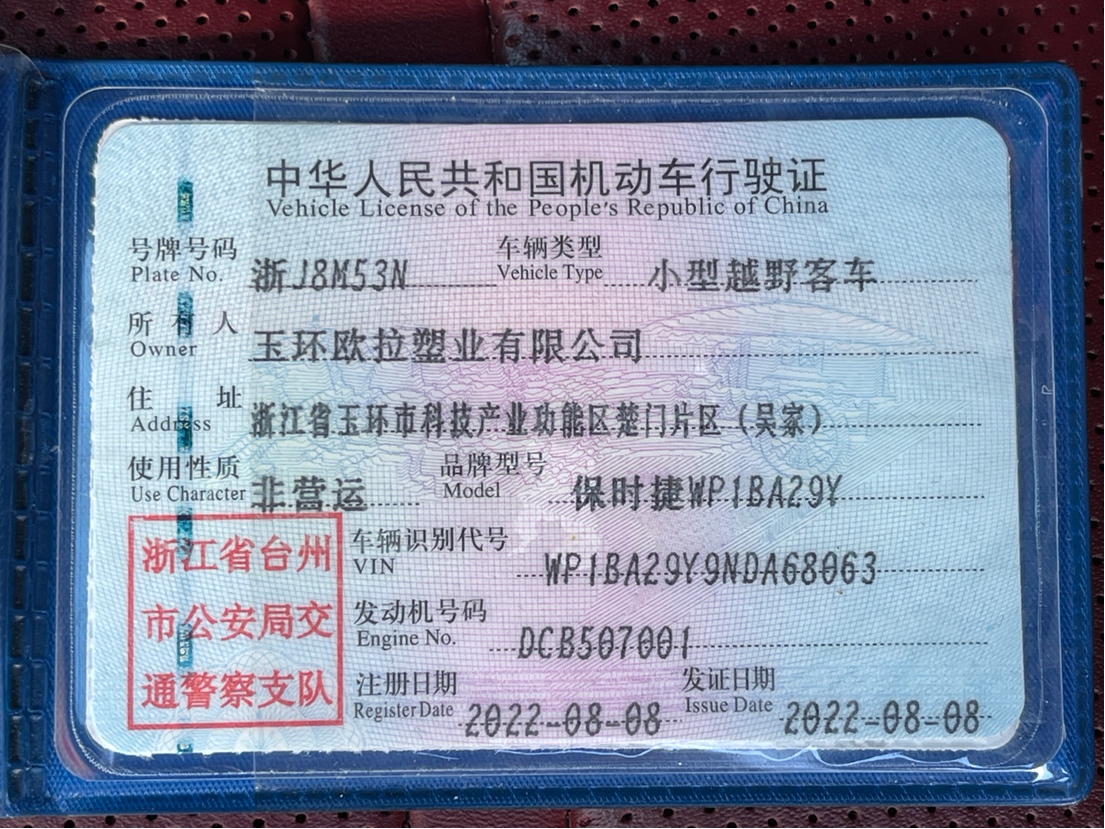 中华人民共和国机动车行驶证
Vehicle License of the People's Republic of China
号牌号码 浙J8M53N 车辆类型 小型越野客车
Plate No. Vehicle Type
所有人 玉环欧拉塑业有限公司
Owner
住址 浙江省玉环市科技产业功能区楚门片区（吴家）
Address
使用性质 非营运 品牌型号 保时捷WP1BA29Y
Use Character Model
浙江省台州
市公安局交
通警察支队
车辆识别代号 WP1BA29Y9NDA68063
VIN
发动机号码 DCB507001
Engine No.
注册日期 2022-08-08 发证日期 2022-08-08
Register Date Issue Date